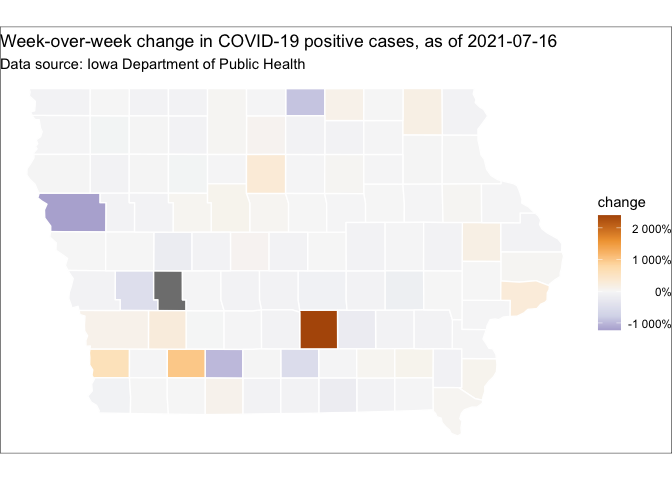 Week-over-week change in COVID-19 positive cases, as of 2021-07-16
Data source: Iowa Department of Public Health
change
2 000%
1 000%
0%
-1 000%